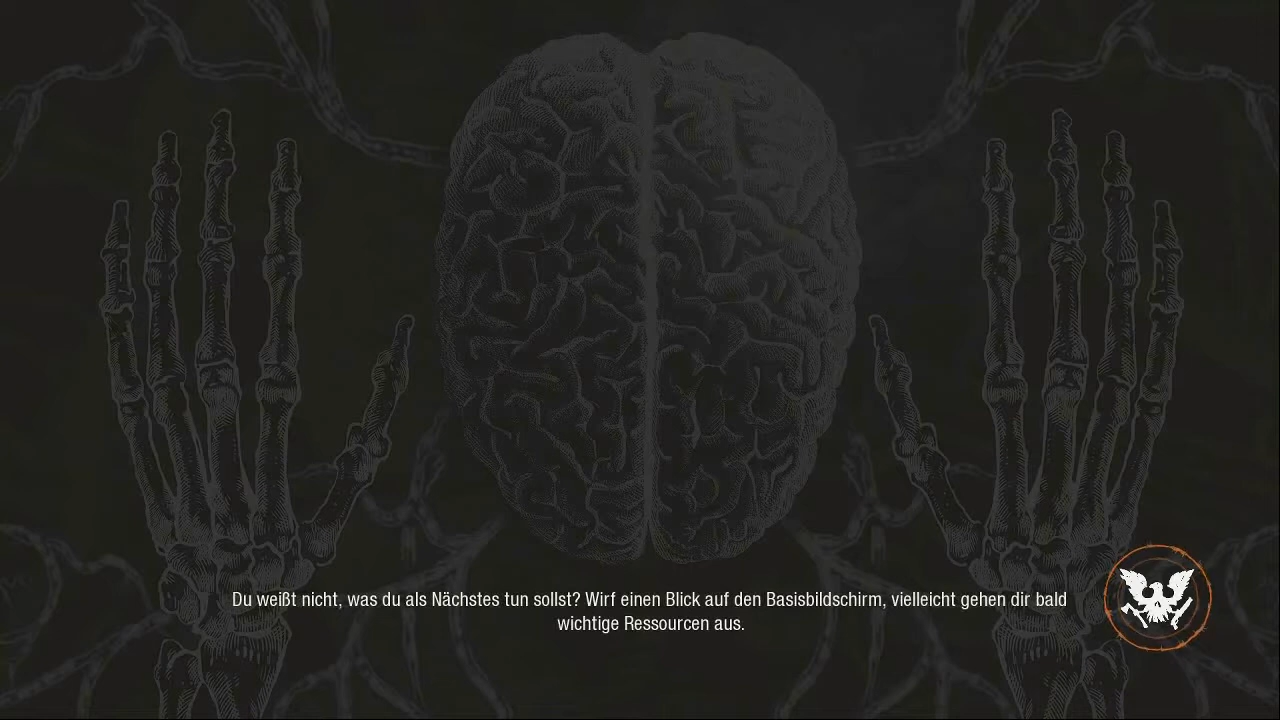 Du weißt nicht, was du als Nächstes tun sollst? Wirf einen Blick auf den Basisbildschirm, vielleicht gehen dir bald
wichtige Ressourcen aus.